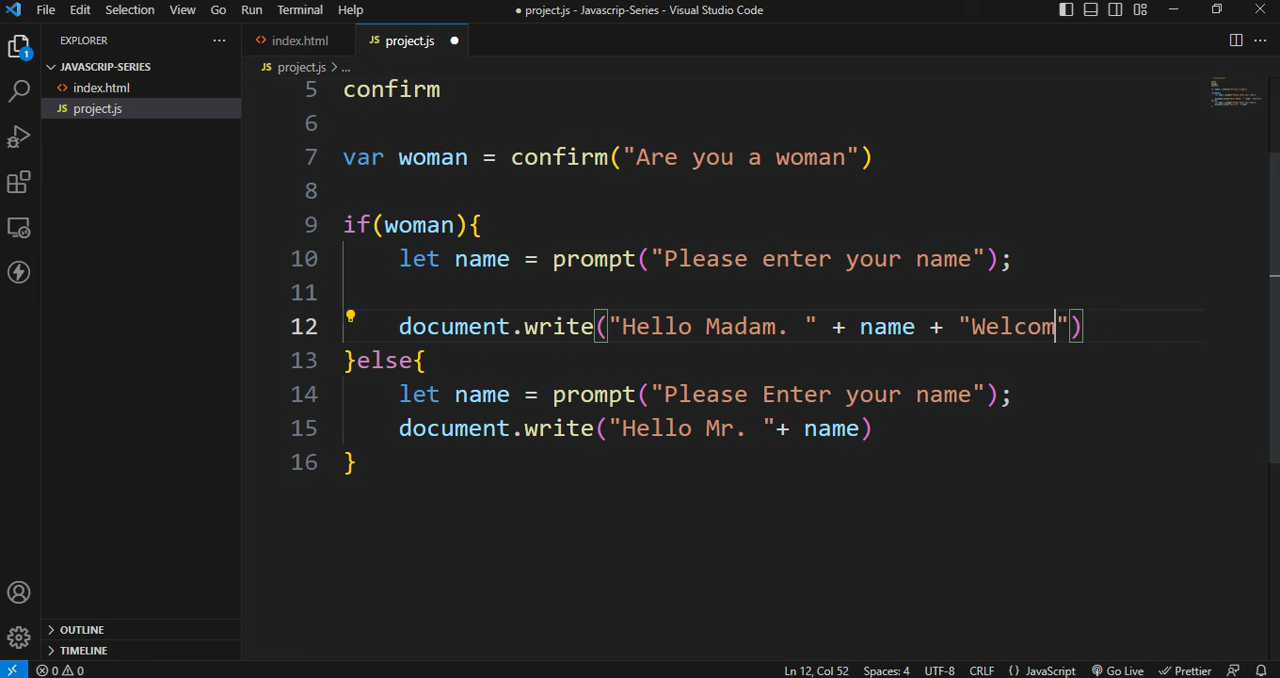 File Edit Selection View Go Run Terminal Help ● project.js - Javascrip-Series - Visual Studio Code
EXPLORER ...
index.html JS project.js ●
JAVASCRIP-SERIES
JS project.js > ...
index.html
JS project.js
5 confirm
6
7 var woman = confirm("Are you a woman")
8
9 if(woman){
10 let name = prompt("Please enter your name");
11
12 document.write("Hello Madam. " + name + "Welcom")
13 }else{
14 let name = prompt("Please Enter your name");
15 document.write("Hello Mr. "+ name)
16 }
1
OUTLINE
TIMELINE
0 0 Ln 12, Col 52 Spaces: 4 UTF-8 CRLF {} JavaScript Go Live Prettier